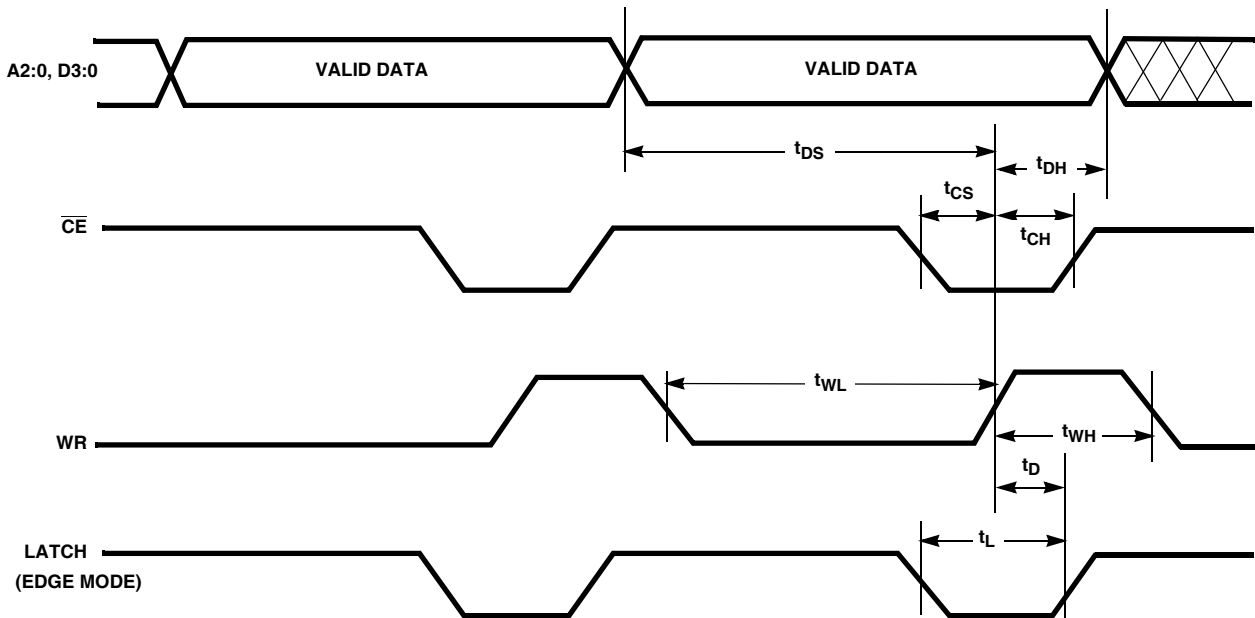 A2:0, D3:0
VALID DATA
VALID DATA
tDS
tDH
tCS
tCH
CE
tWL
tWH
WR
tD
tL
LATCH
(EDGE MODE)